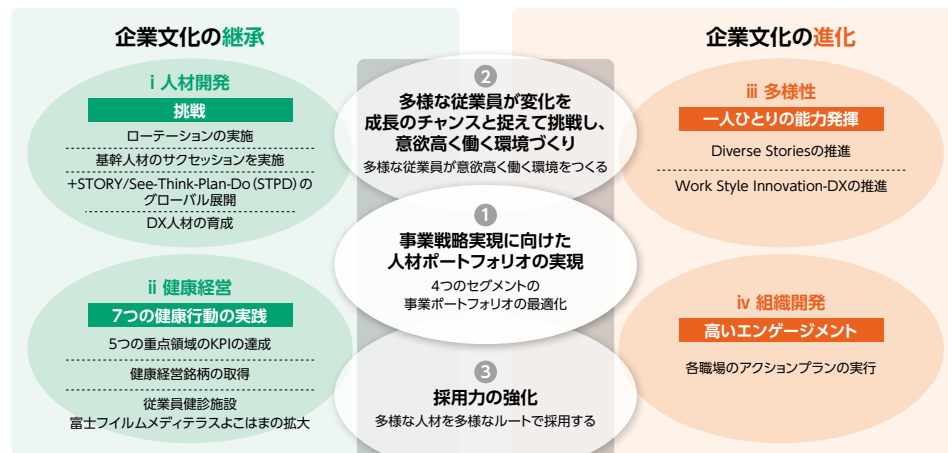 企業文化の継承
i 人材開発
挑戦
ローテーションの実施
基幹人材のサクセッションを実施
+STORY/See-Think-Plan-Do(STPD)の
グローバル展開
DX人材の育成
ii 健康経営
7つの健康行動の実践
5つの重点領域のKPIの達成
健康経営銘柄の取得
従業員健診施設
富士フイルムメディテラスよこはまの拡大
2
多様な従業員が変化を
成長のチャンスと捉えて挑戦し、
意欲高く働く環境づくり
多様な従業員が意欲高く働く環境をつくる
1
事業戦略実現に向けた
人材ポートフォリオの実現
4つのセグメントの
事業ポートフォリオの最適化
3
採用力の強化
多様な人材を多様なルートで採用する
企業文化の進化
iii 多様性
一人ひとりの能力発揮
Diverse Storiesの推進
Work Style Innovation-DXの推進
iv 組織開発
高いエンゲージメント
各職場のアクションプランの実行